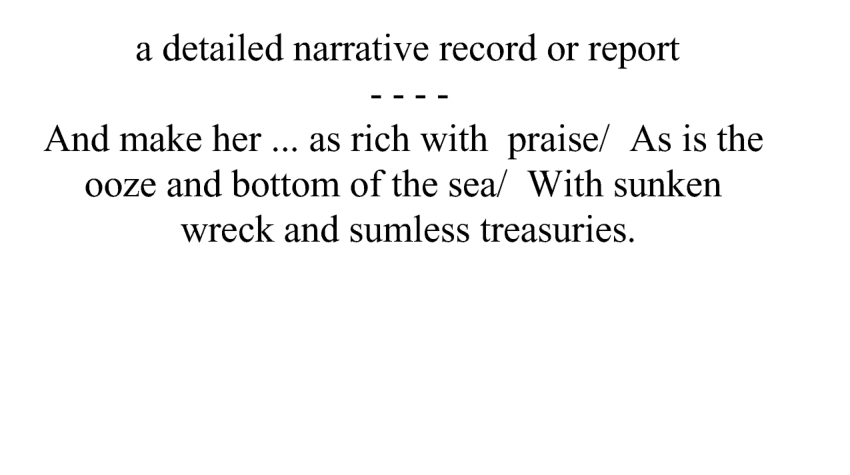 a detailed narrative record or report
- - - -
And make her ... as rich with  praise/  As is the
ooze and bottom of the sea/  With sunken
wreck and sumless treasuries.